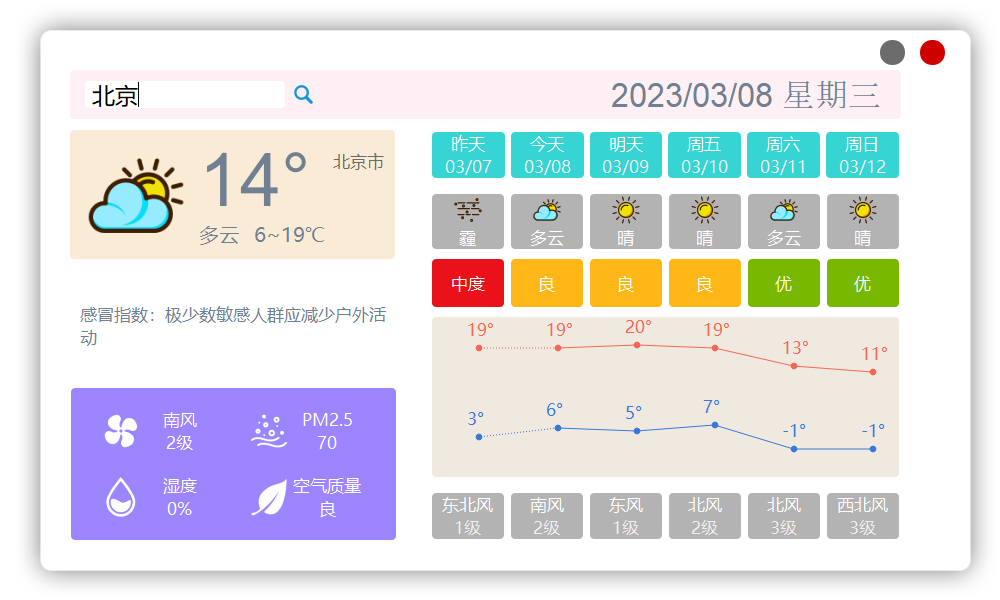 北京
2023/03/08 星期三
14°
北京市
多云 6~19℃
感冒指数：极少数敏感人群应减少户外活
动
南风
2级
PM2.5
70
湿度
0%
空气质量
良
昨天 今天 明天 周五 周六 周日
03/07 03/08 03/09 03/10 03/11 03/12
霾 多云 晴 晴 多云 晴
中度 良 良 良 优 优
19° 19° 20° 19° 13° 11°
3° 6° 5° 7° -1° -1°
东北风 南风 东风 北风 北风 西北风
1级 2级 1级 2级 3级 3级